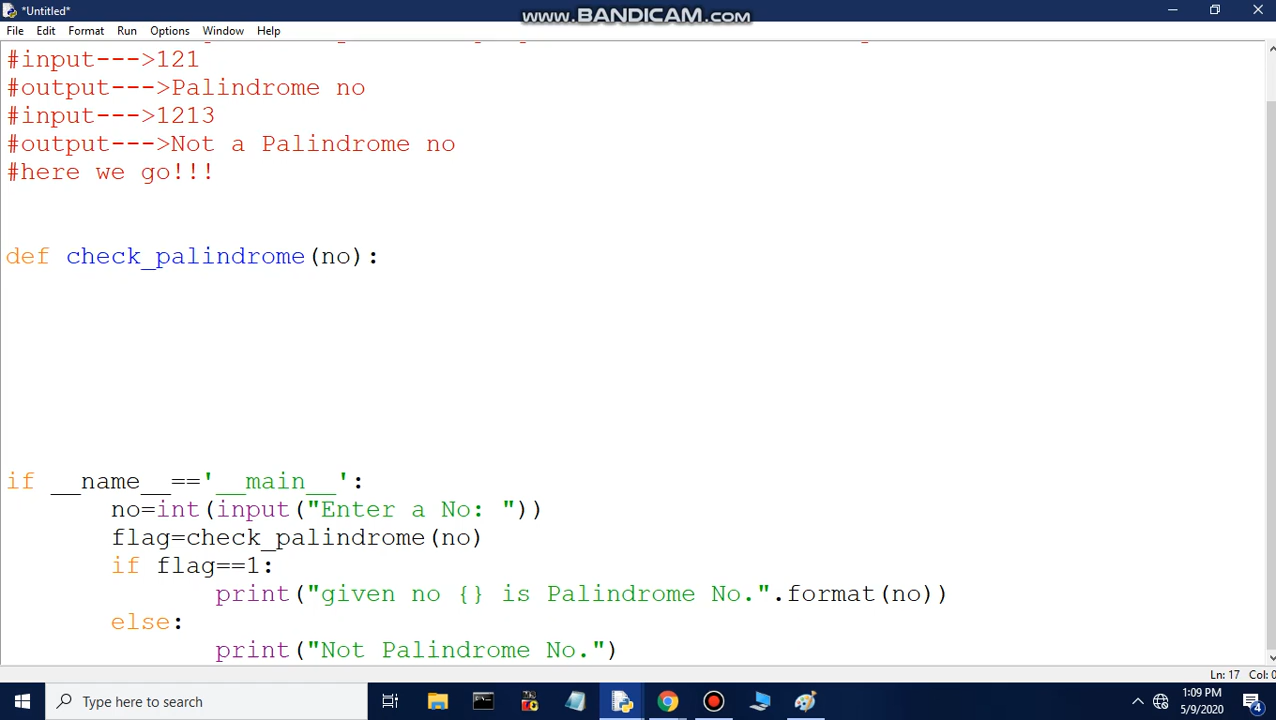 www.BANDICAM.com
*Untitled*
File Edit Format Run Options Window Help
#input--->121
#output--->Palindrome no
#input--->1213
#output--->Not a Palindrome no
#here we go!!!
def check_palindrome(no):
if __name__=='__main__':
no=int(input("Enter a No: "))
flag=check_palindrome(no)
if flag==1:
print("given no {} is Palindrome No.".format(no))
else:
print("Not Palindrome No.")
Ln: 17 Col: 0
Type here to search
1:09 PM
5/9/2020
4